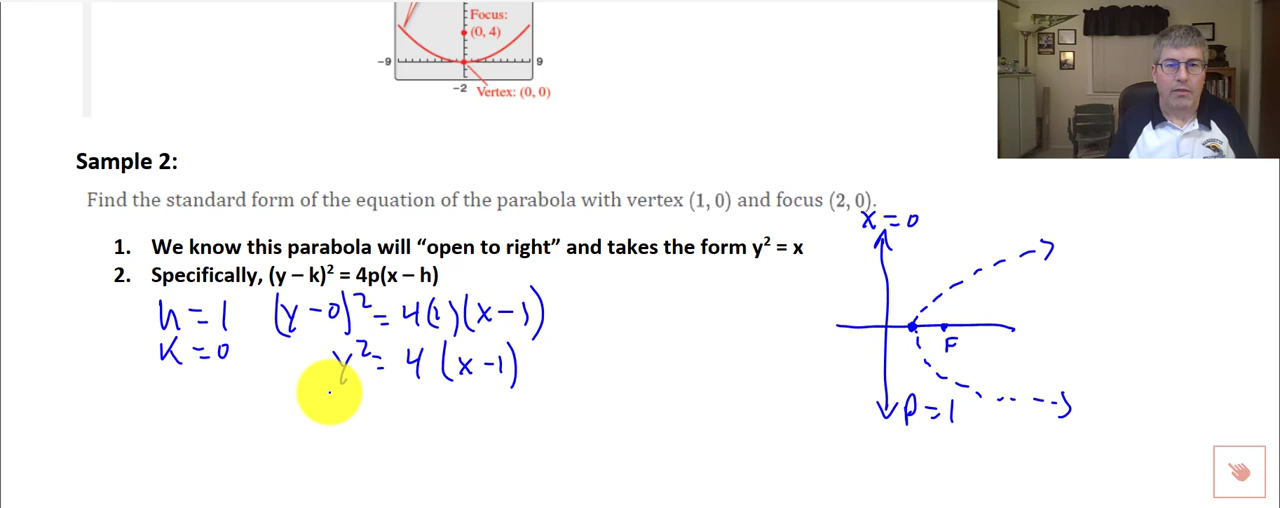 Focus:
(0, 4)
−9
9
−2
Vertex: (0, 0)
Sample 2:
Find the standard form of the equation of the parabola with vertex (1, 0) and focus (2, 0).
x = 0
1. We know this parabola will “open to right” and takes the form y² = x
2. Specifically, (y – k)² = 4p(x – h)
h = 1 (y - 0)² = 4(1)(x - 1)
K = 0 y² = 4(x - 1)
F
P = 1